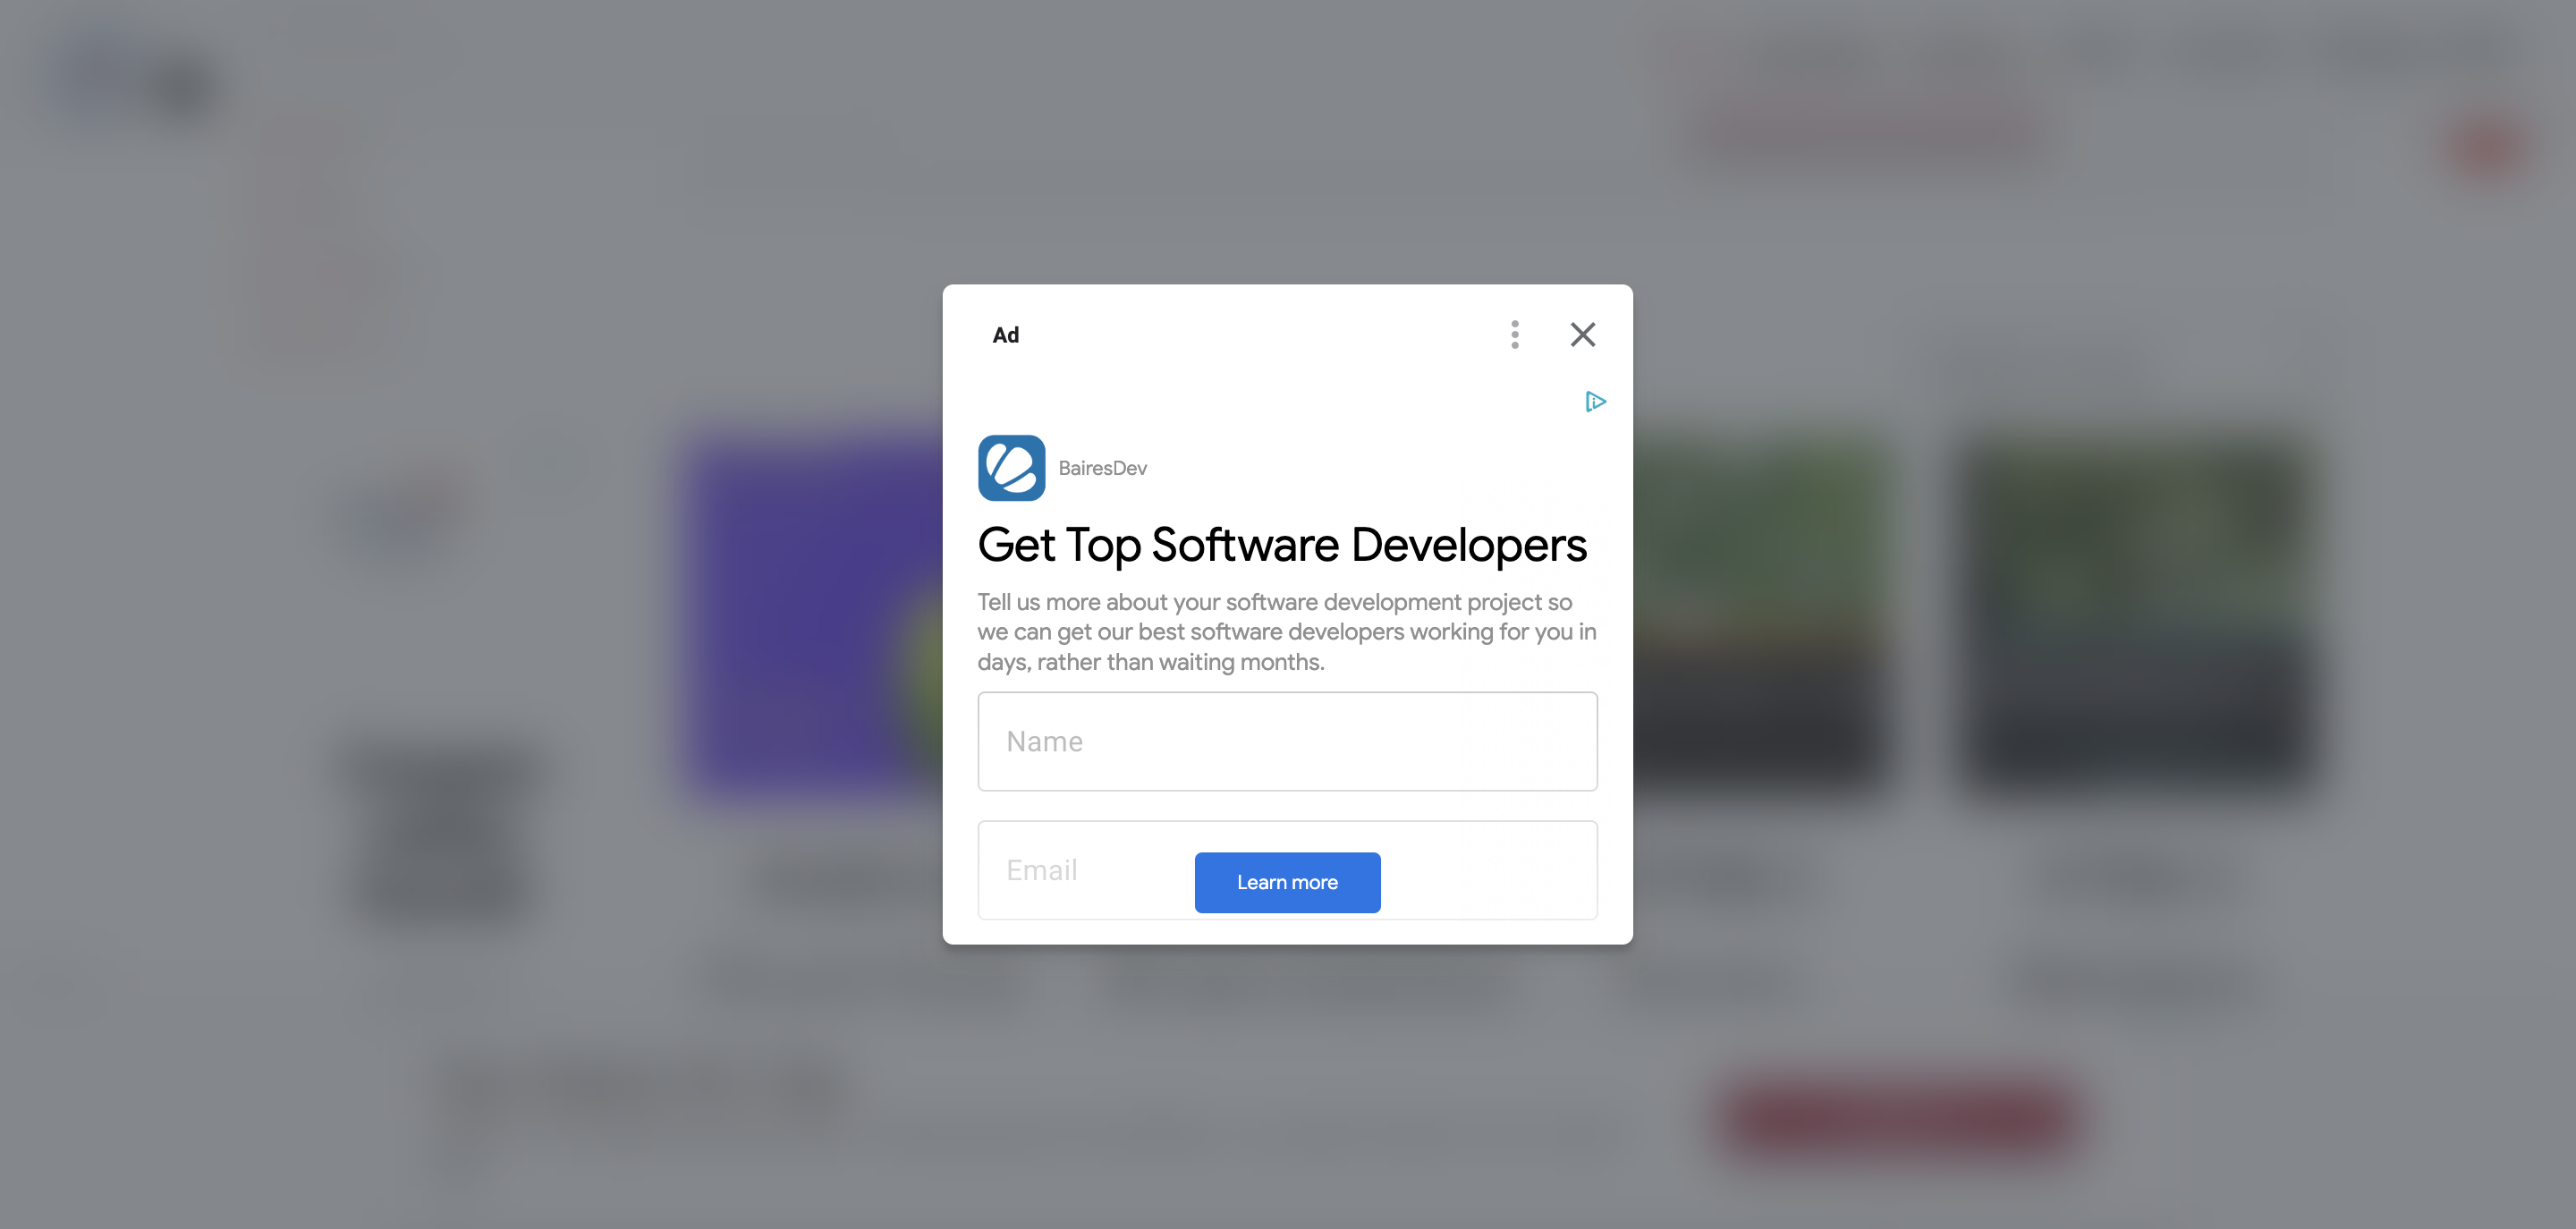 Ad
BairesDev
Get Top Software Developers
Tell us more about your software development project so
we can get our best software developers working for you in
days, rather than waiting months.
Name
Email
Learn more